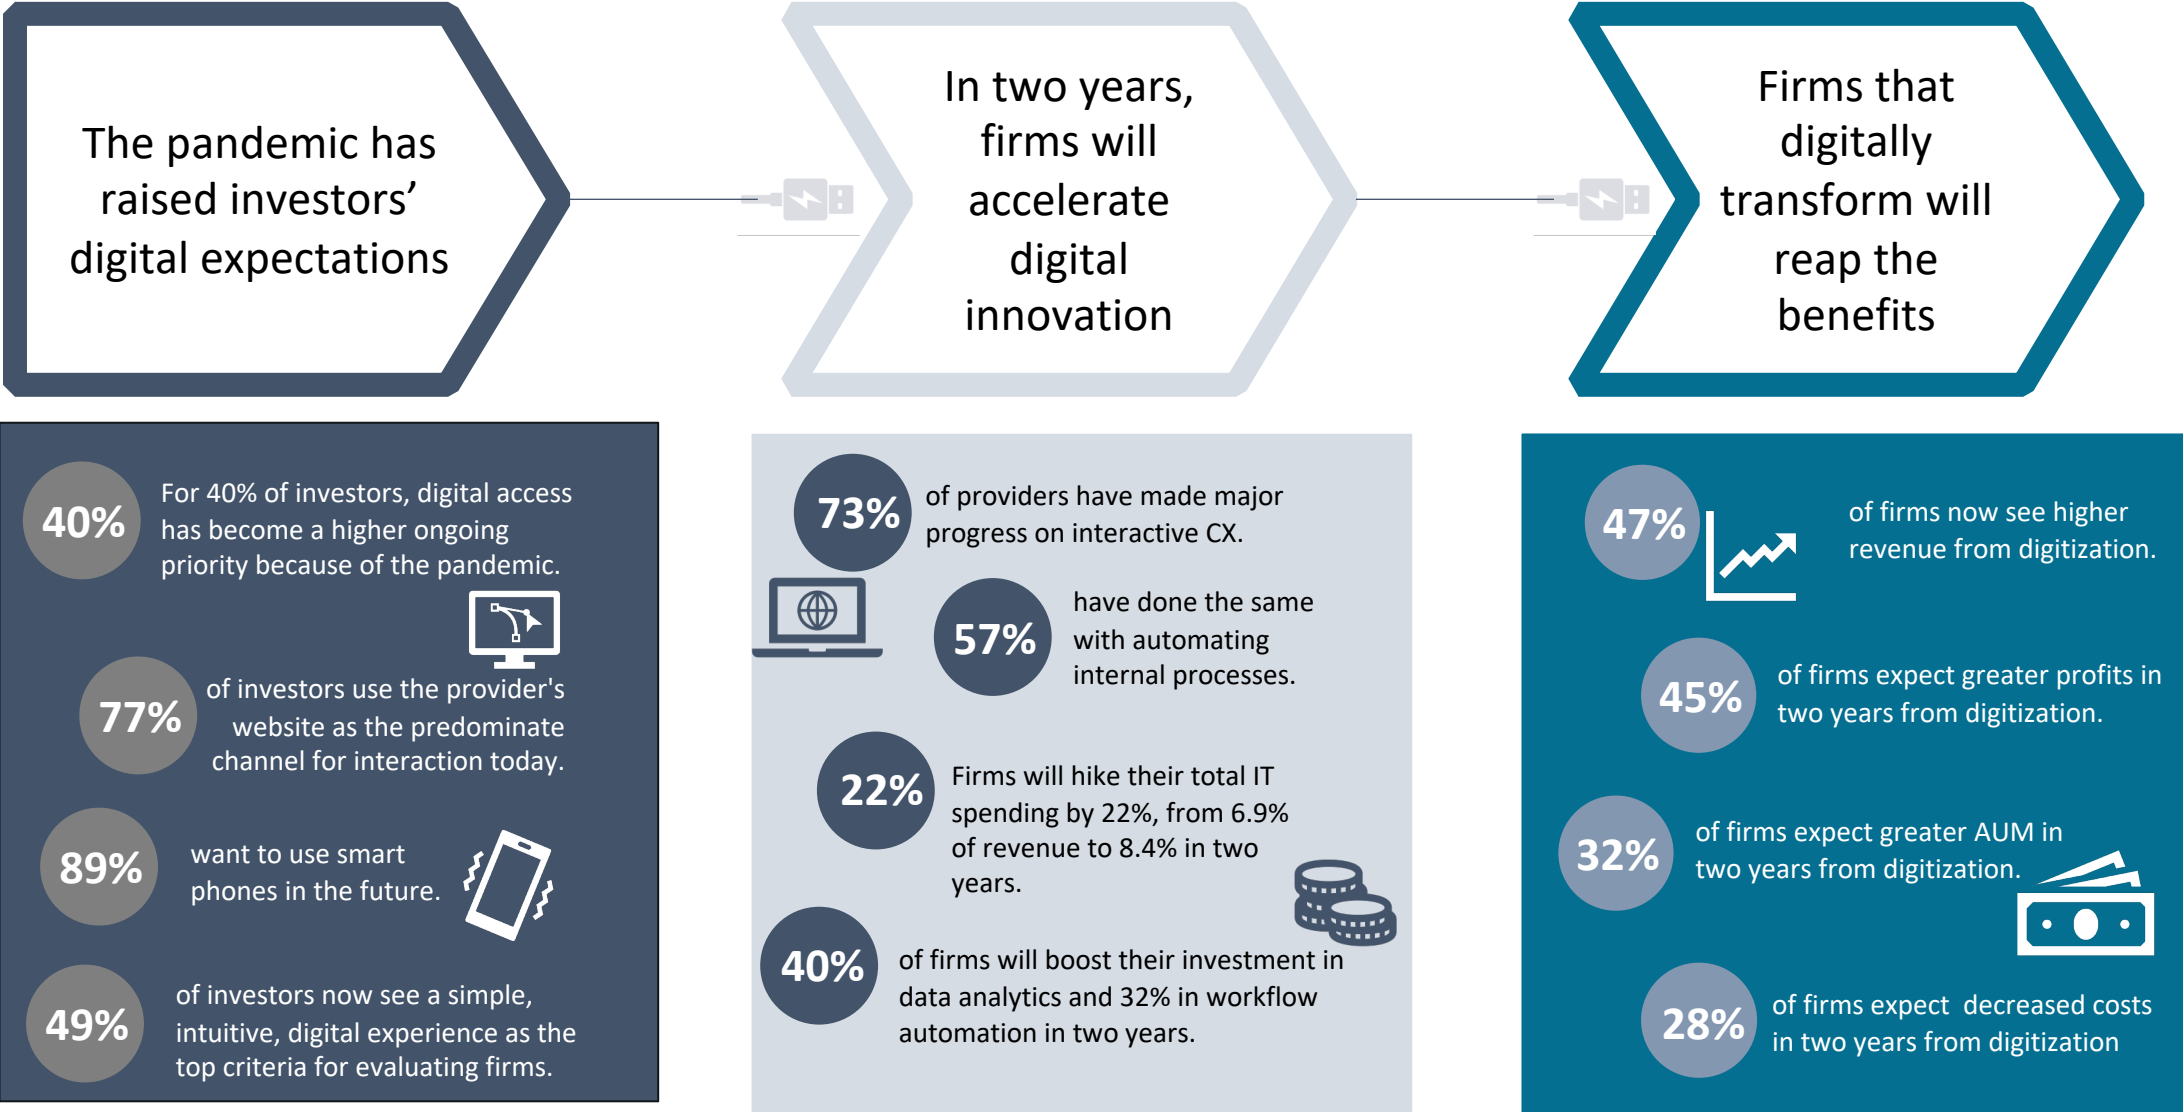 The pandemic has
raised investors’
digital expectations
In two years,
firms will
accelerate
digital
innovation
Firms that
digitally
transform will
reap the
benefits
40%
For 40% of investors, digital access
has become a higher ongoing
priority because of the pandemic.
77%
of investors use the provider's
website as the predominate
channel for interaction today.
89%
want to use smart
phones in the future.
49%
of investors now see a simple,
intuitive, digital experience as the
top criteria for evaluating firms.
73%
of providers have made major
progress on interactive CX.
57%
have done the same
with automating
internal processes.
22%
Firms will hike their total IT
spending by 22%, from 6.9%
of revenue to 8.4% in two
years.
40%
of firms will boost their investment in
data analytics and 32% in workflow
automation in two years.
47%
of firms now see higher
revenue from digitization.
45%
of firms expect greater profits in
two years from digitization.
32%
of firms expect greater AUM in
two years from digitization.
28%
of firms expect  decreased costs
in two years from digitization